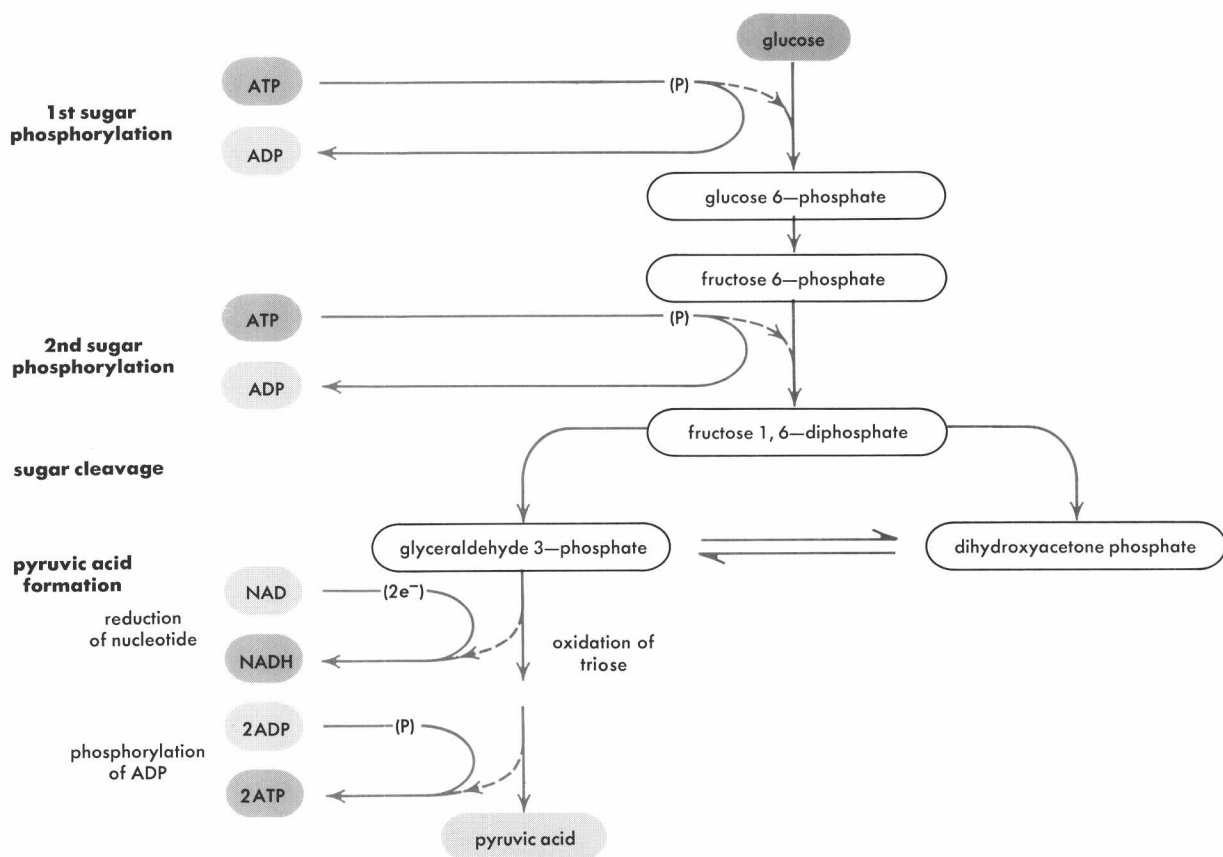 glucose
ATP
(P)
1st sugar
phosphorylation
ADP
glucose 6—phosphate
fructose 6—phosphate
ATP
(P)
2nd sugar
phosphorylation
ADP
fructose 1, 6—diphosphate
sugar cleavage
glyceraldehyde 3—phosphate
dihydroxyacetone phosphate
pyruvic acid
formation
NAD
(2e⁻)
reduction
of nucleotide
oxidation of
triose
NADH
2ADP
(P)
phosphorylation
of ADP
2ATP
pyruvic acid